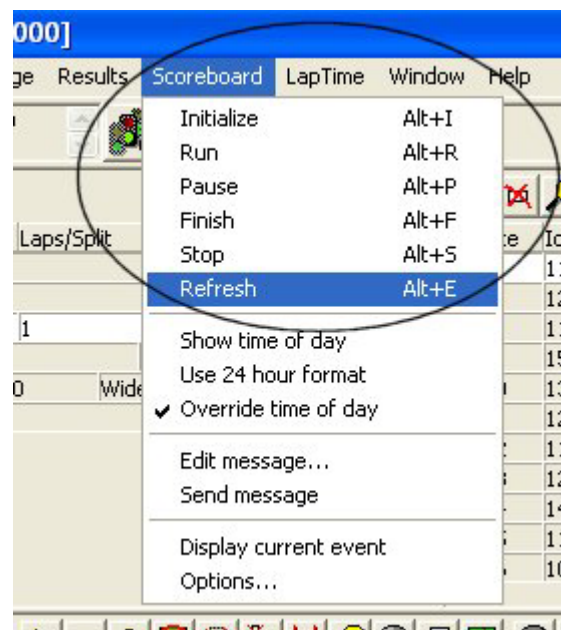 000]
ge Results Scoreboard LapTime Window Help
Initialize Alt+I
Run Alt+R
Pause Alt+P
Finish Alt+F
Laps/Split
Stop Alt+S
Refresh Alt+E
1
Show time of day
Use 24 hour format
0 Wide
Override time of day
Edit message...
Send message
Display current event
Options...